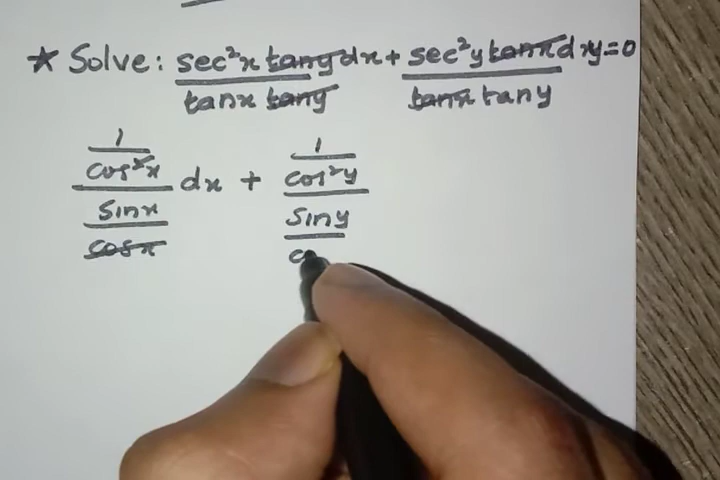 ★ Solve: sec²x tany dx + sec²y tanx dy = 0
tanx tany tanx tany
1 1
cos²x dx + cos²y
sinx siny
cosx c